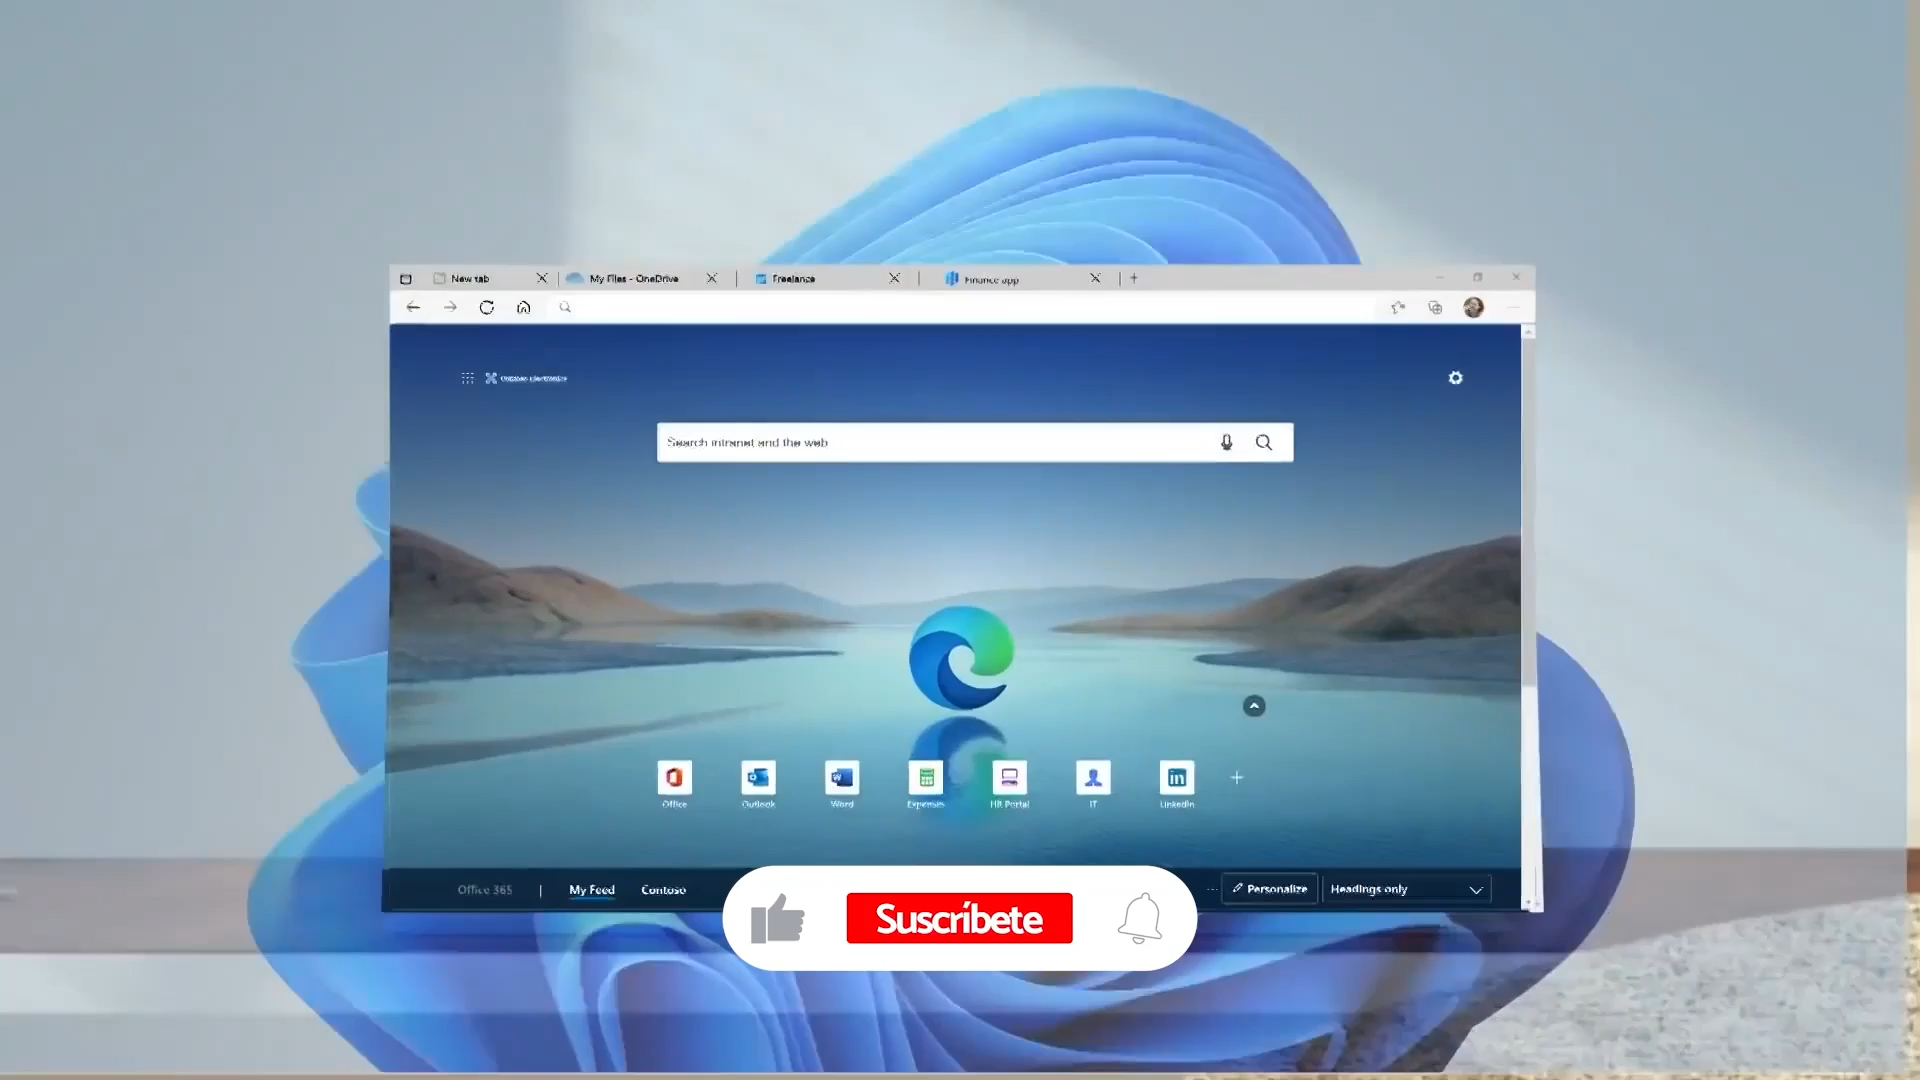 New tab
My Files - OneDrive
Freelance
Finance app
Search intranet and the web
Office
Outlook
Word
Expenses
HR Portal
IT
LinkedIn
Office 365
My Feed
Contoso
Personalize
Headings only
Suscríbete